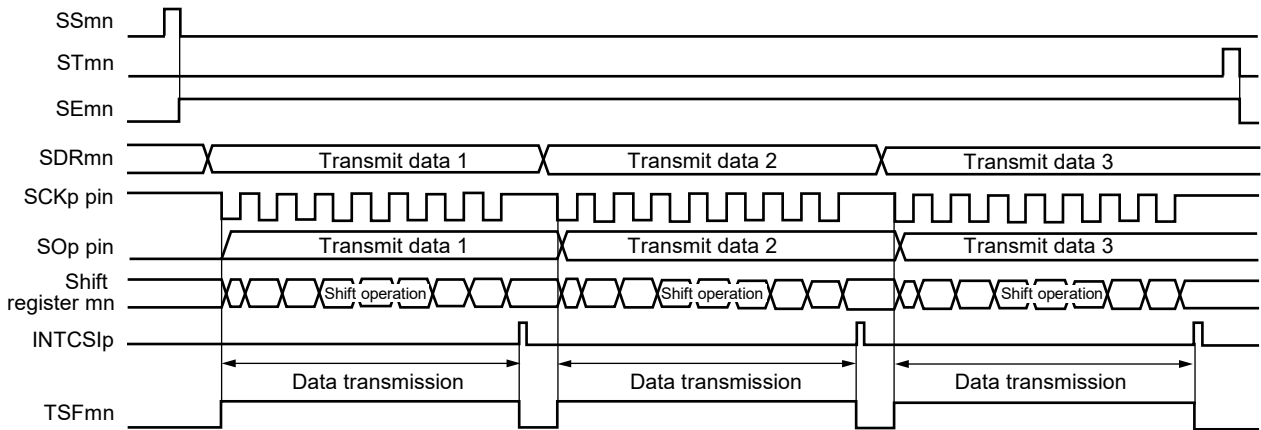 SSmn
STmn
SEmn
SDRmn Transmit data 1 Transmit data 2 Transmit data 3
SCKp pin
SOp pin Transmit data 1 Transmit data 2 Transmit data 3
Shift
register mn Shift operation Shift operation Shift operation
INTCSIp
Data transmission Data transmission Data transmission
TSFmn